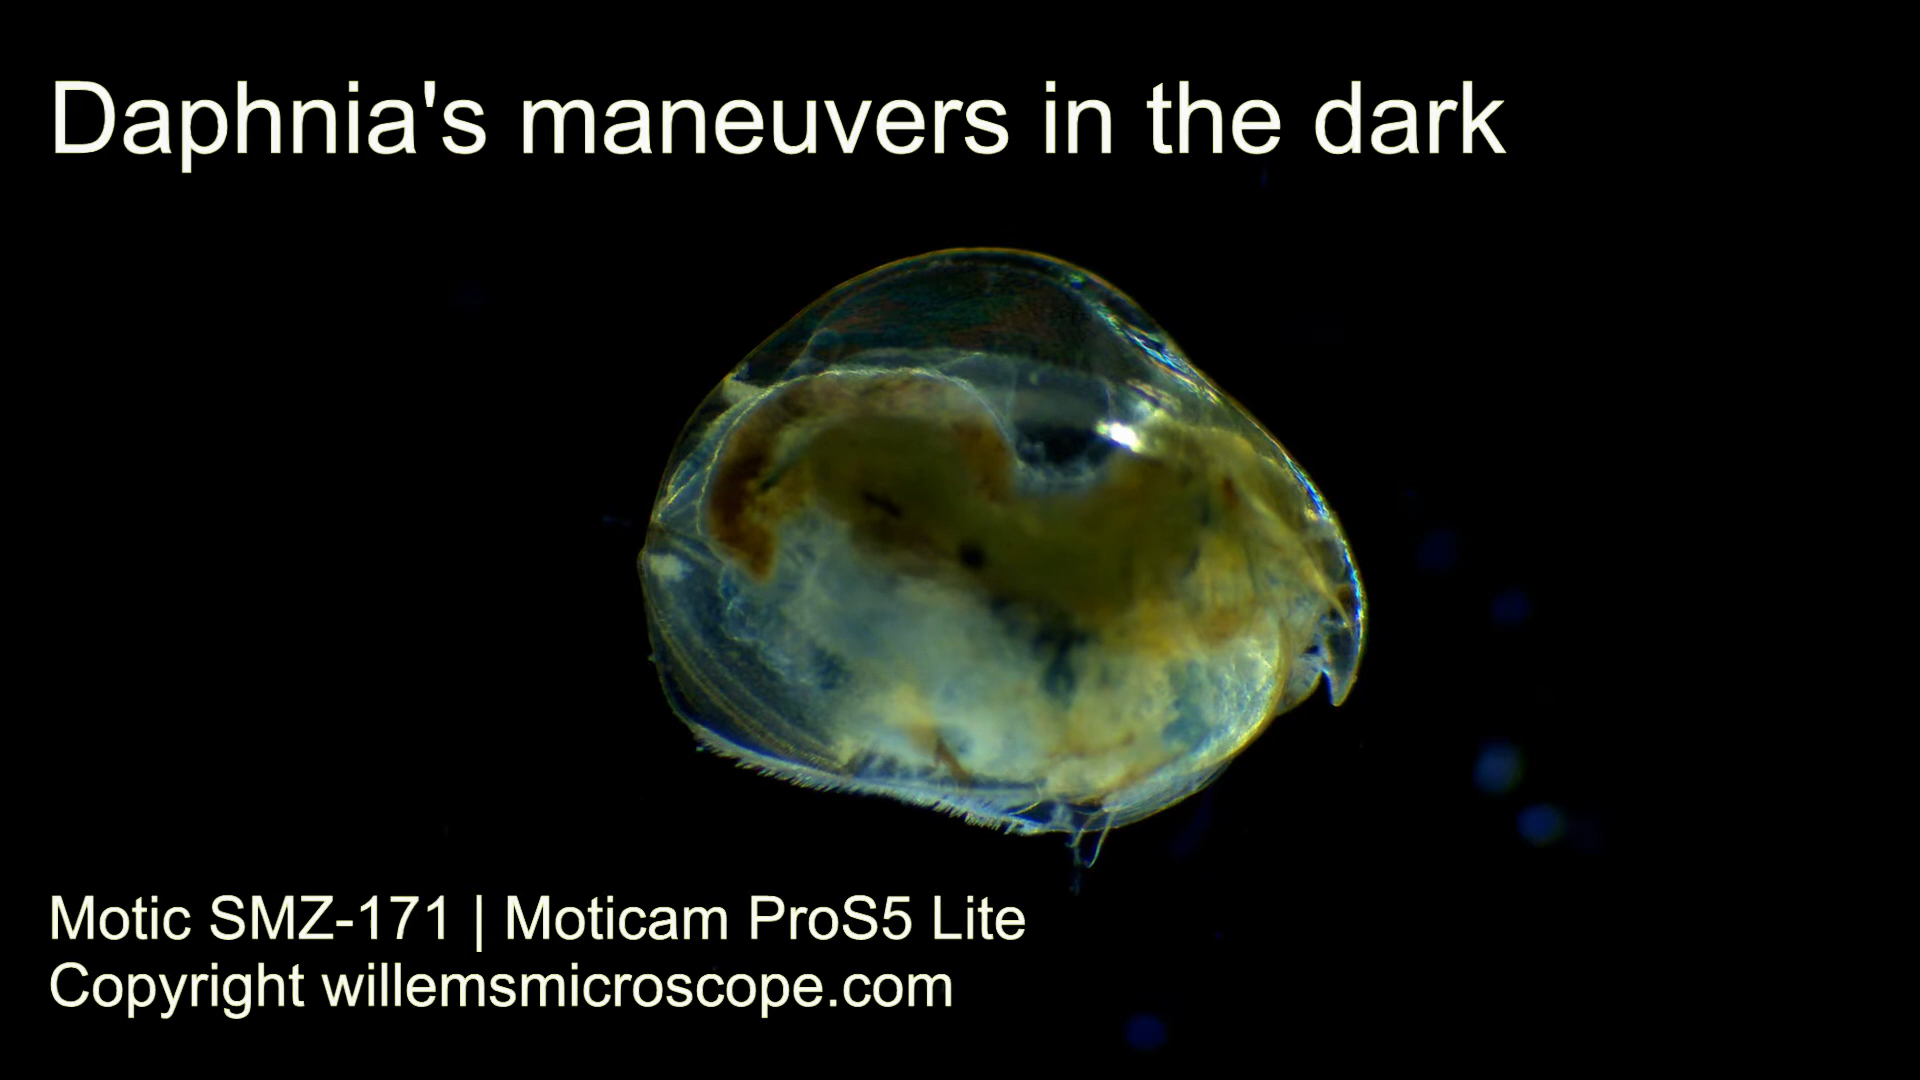 Daphnia's maneuvers in the dark
Motic SMZ-171 | Moticam ProS5 Lite
Copyright willemsmicroscope.com